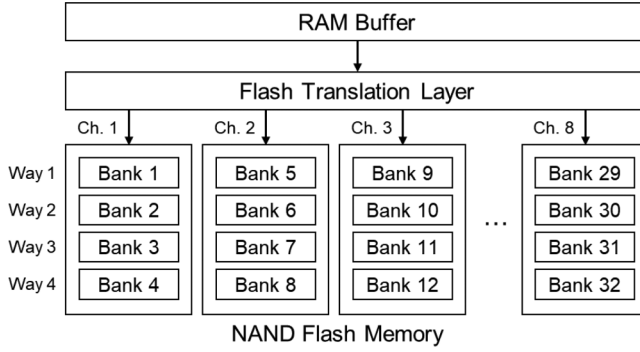 RAM Buffer
Flash Translation Layer
Ch. 1 Ch. 2 Ch. 3 Ch. 8
Way 1 Bank 1 Bank 5 Bank 9 Bank 29
Way 2 Bank 2 Bank 6 Bank 10 Bank 30
...
Way 3 Bank 3 Bank 7 Bank 11 Bank 31
Way 4 Bank 4 Bank 8 Bank 12 Bank 32
NAND Flash Memory